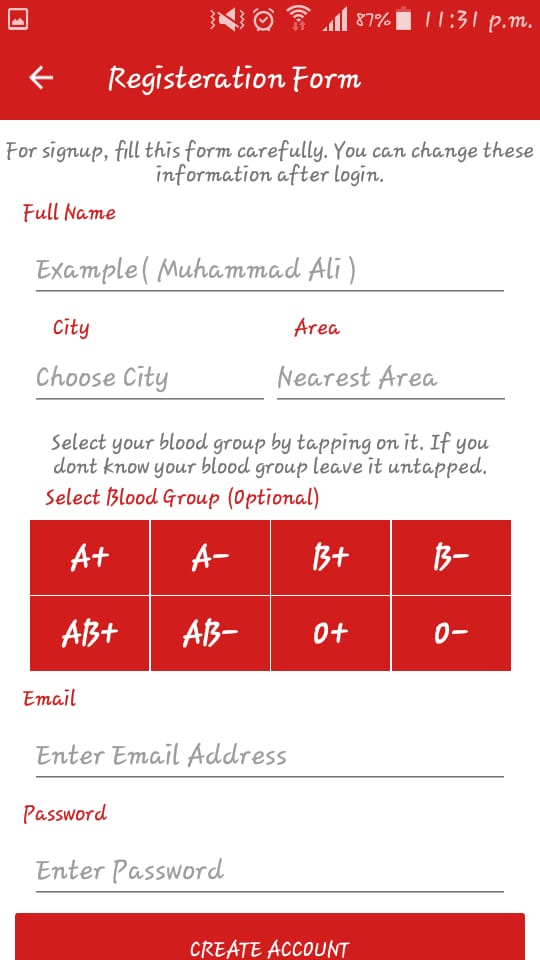 87% 11:31 p.m.
Registeration Form
For signup, fill this form carefully. You can change these
information after login.
Full Name
Example( Muhammad Ali )
City Area
Choose City Nearest Area
Select your blood group by tapping on it. If you
dont know your blood group leave it untapped.
Select Blood Group (Optional)
A+ A- B+ B-
AB+ AB- O+ O-
Email
Enter Email Address
Password
Enter Password
CREATE ACCOUNT